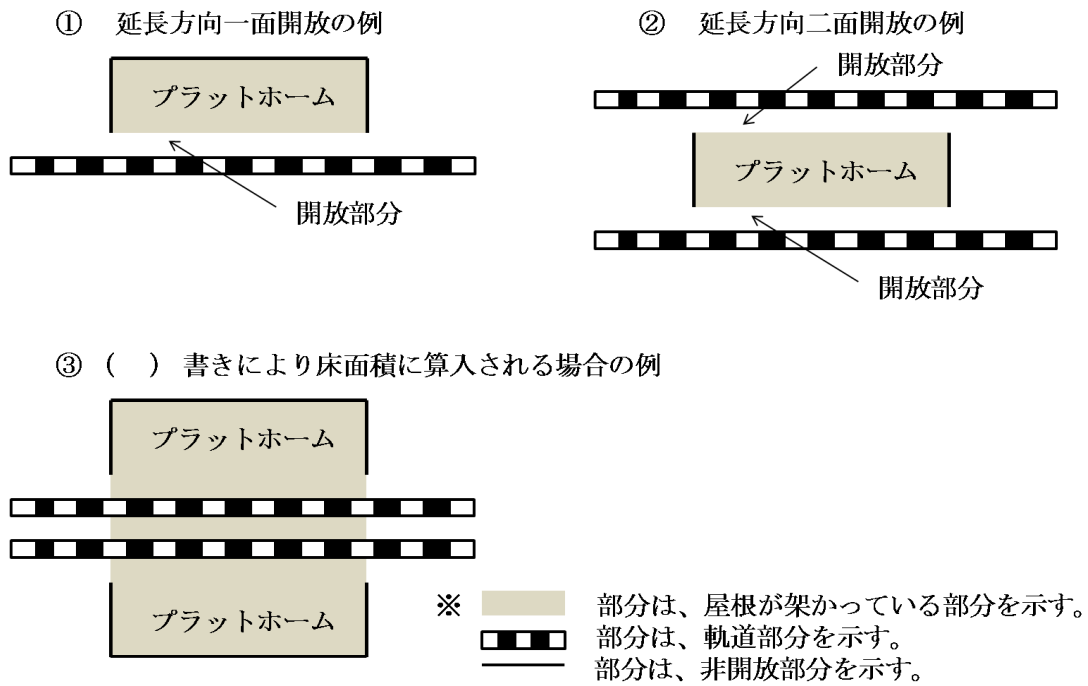 ① 延長方向一面開放の例
プラットホーム
開放部分
② 延長方向二面開放の例
開放部分
プラットホーム
開放部分
③ ( ) 書きにより床面積に算入される場合の例
プラットホーム
プラットホーム
※ 部分は、屋根が架かっている部分を示す。
部分は、軌道部分を示す。
部分は、非開放部分を示す。